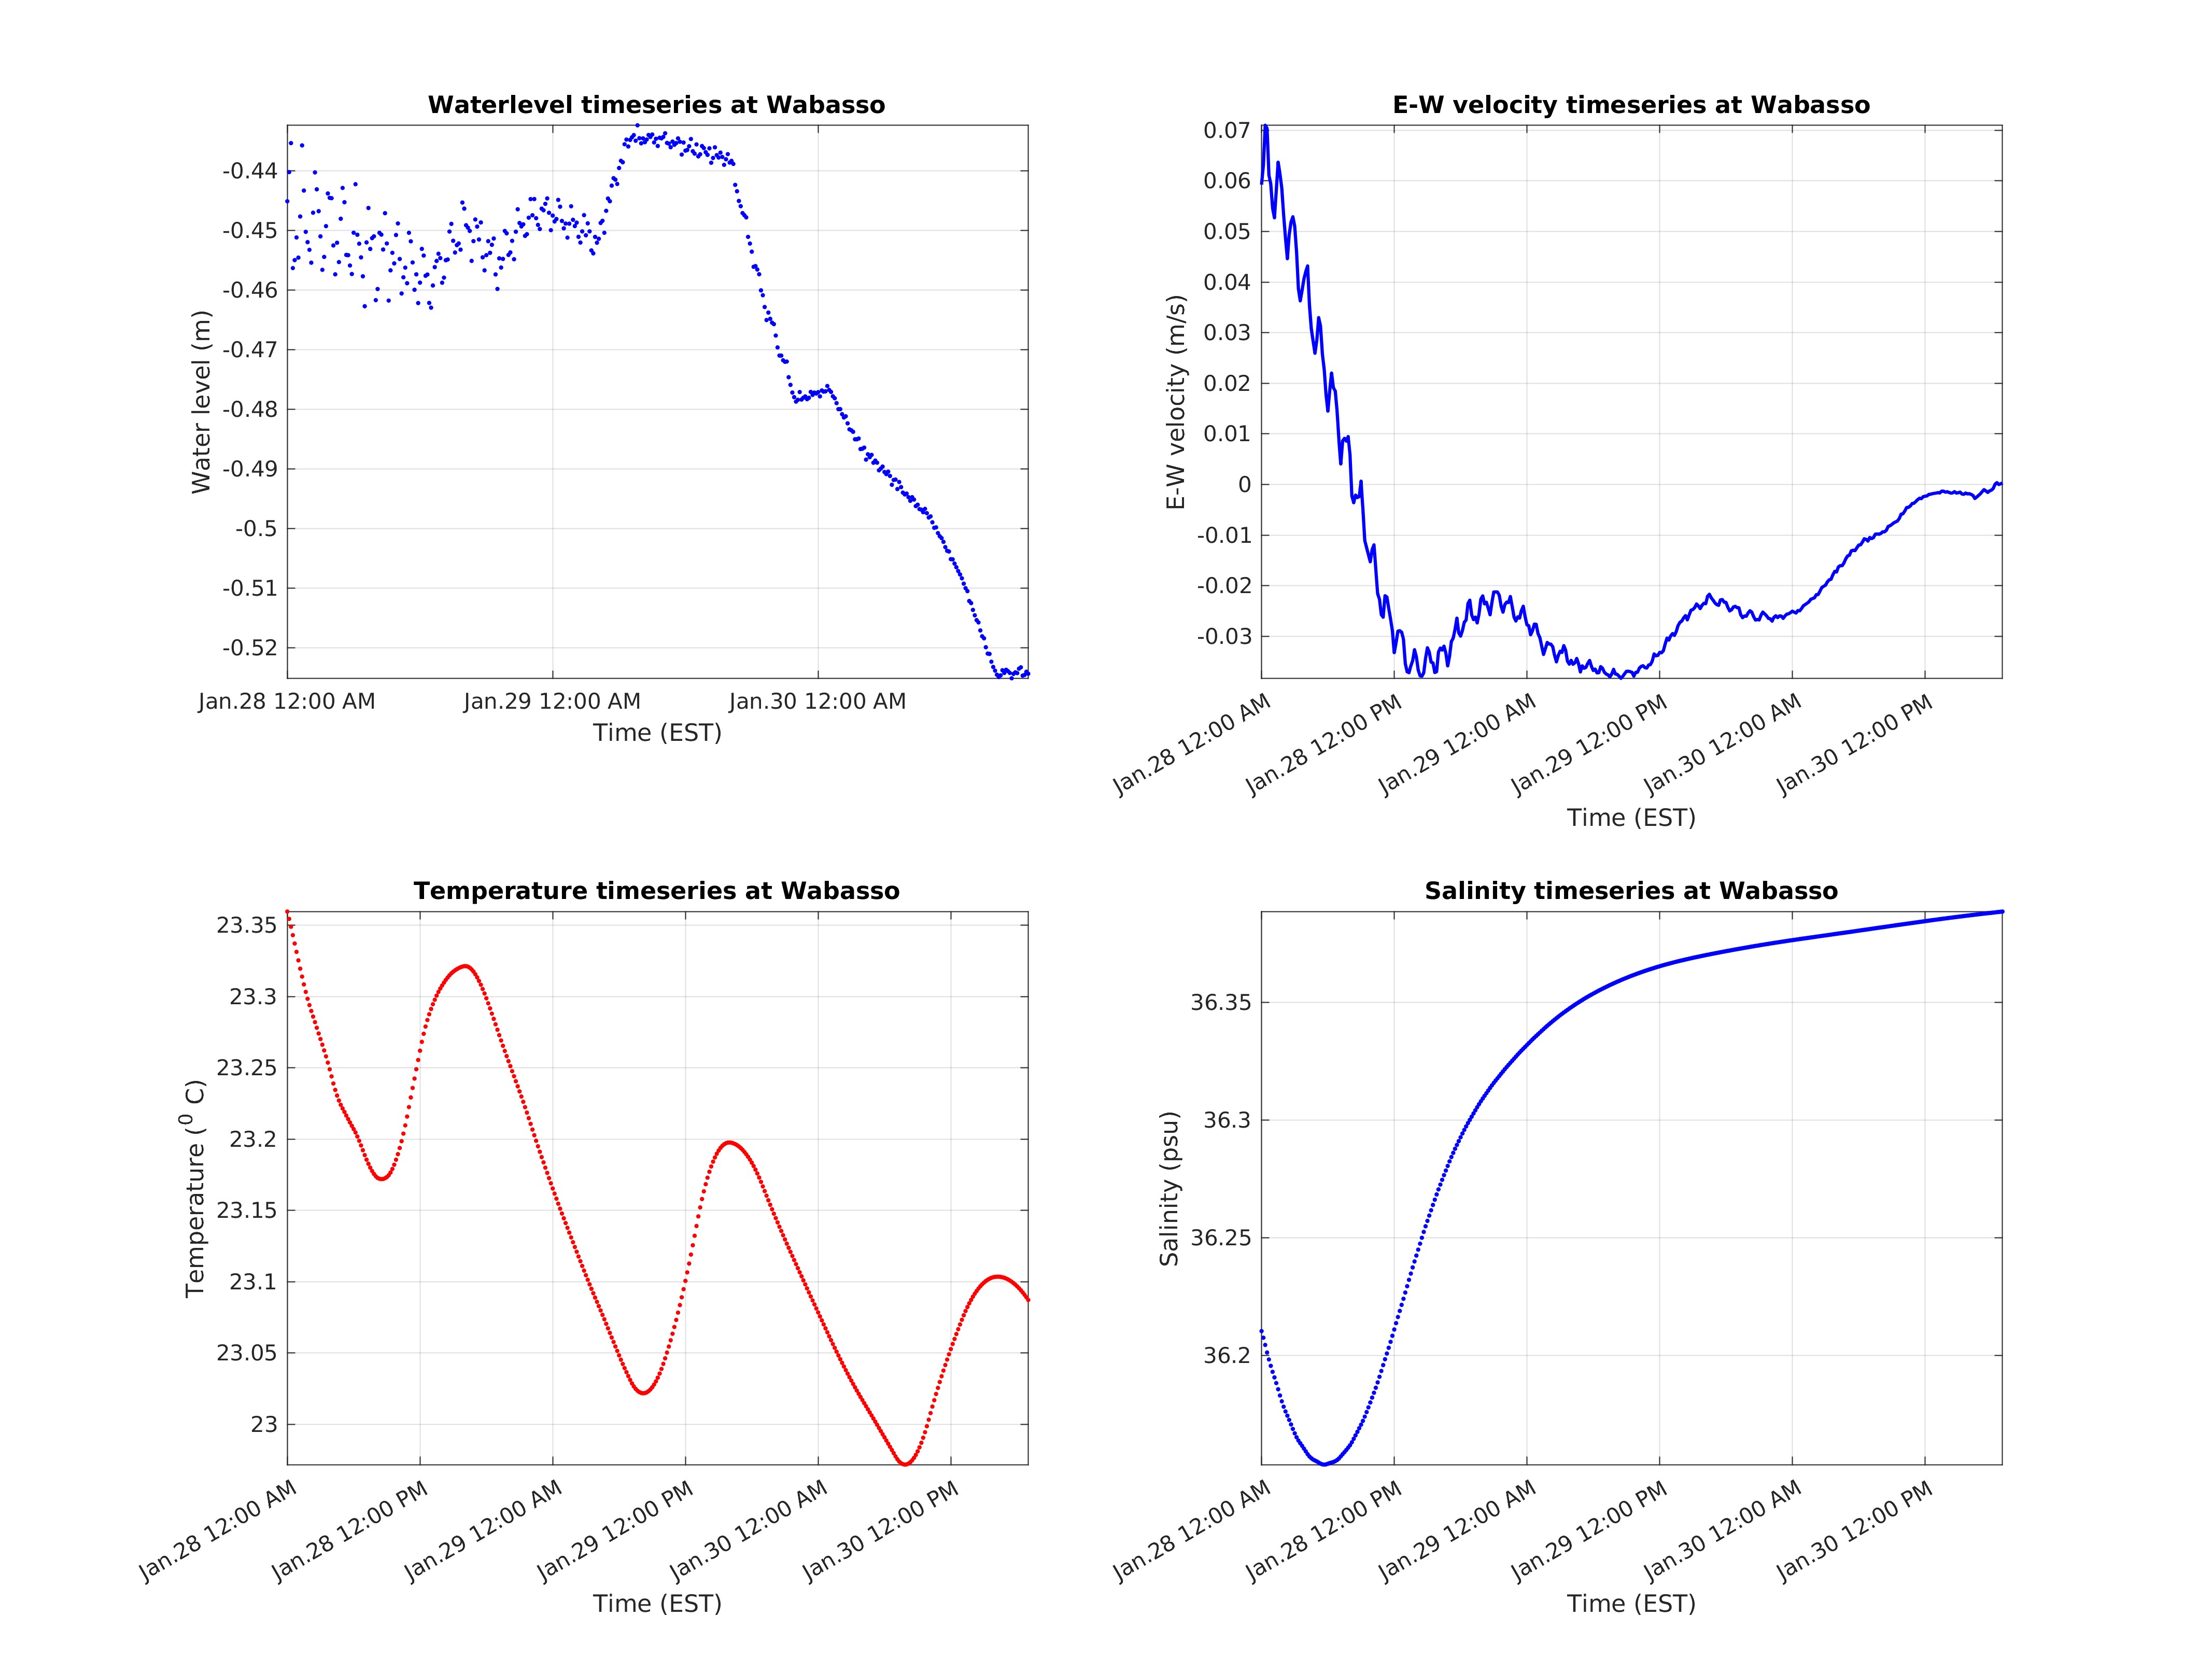 Waterlevel timeseries at Wabasso
-0.44
-0.45
-0.46
-0.47
-0.48
-0.49
-0.5
-0.51
-0.52
Water level (m)
Jan.28 12:00 AM
Jan.29 12:00 AM
Jan.30 12:00 AM
Time (EST)
E-W velocity timeseries at Wabasso
0.07
0.06
0.05
0.04
0.03
0.02
0.01
0
-0.01
-0.02
-0.03
E-W velocity (m/s)
Jan.28 12:00 AM
Jan.28 12:00 PM
Jan.29 12:00 AM
Jan.29 12:00 PM
Jan.30 12:00 AM
Jan.30 12:00 PM
Time (EST)
Temperature timeseries at Wabasso
23.35
23.3
23.25
23.2
23.15
23.1
23.05
23
Temperature (⁰ C)
Jan.28 12:00 AM
Jan.28 12:00 PM
Jan.29 12:00 AM
Jan.29 12:00 PM
Jan.30 12:00 AM
Jan.30 12:00 PM
Time (EST)
Salinity timeseries at Wabasso
36.35
36.3
36.25
36.2
Salinity (psu)
Jan.28 12:00 AM
Jan.28 12:00 PM
Jan.29 12:00 AM
Jan.29 12:00 PM
Jan.30 12:00 AM
Jan.30 12:00 PM
Time (EST)